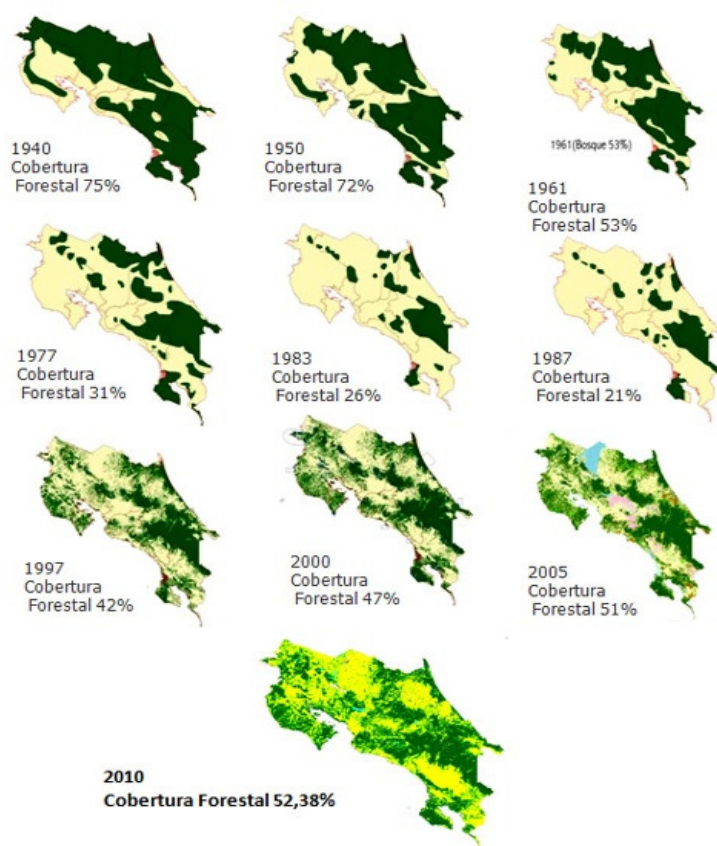 1940
Cobertura
Forestal 75%
1950
Cobertura
Forestal 72%
1961(Bosque 53%)
1961
Cobertura
Forestal 53%
1977
Cobertura
Forestal 31%
1983
Cobertura
Forestal 26%
1987
Cobertura
Forestal 21%
1997
Cobertura
Forestal 42%
2000
Cobertura
Forestal 47%
2005
Cobertura
Forestal 51%
2010
Cobertura Forestal 52,38%